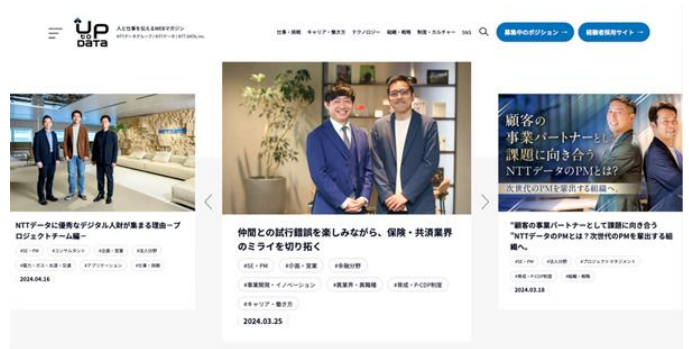 UP to DATA
人と仕事を伝えるWEBマガジン
NTTデータグループ / NTTデータ / NTT DATA, Inc.
仕事・挑戦 キャリア・働き方 テクノロジー 組織・戦略 制度・カルチャー SNS
募集中のポジション →
経験者採用サイト →
NTTデータに優秀なデジタル人財が集まる理由ープ
ロジェクトチーム編ー
#SE・PM #コンサルタント #企画・営業 #法人分野
#電力・ガス・水道・交通 #アプリケーション #仕事・挑戦
2024.04.16
仲間との試行錯誤を楽しみながら、保険・共済業界
のミライを切り拓く
#SE・PM #企画・営業 #金融分野
#事業開発・イノベーション #異業界・異職種 #育成・P-CDP制度
#キャリア・働き方
2024.03.25
顧客の
事業パートナーとして
課題に向き合う
NTTデータのPMとは?
次世代のPMを輩出する組織へ。
"顧客の事業パートナーとして課題に向き合う
"NTTデータのPMとは?次世代のPMを輩出する組
織へ。
#SE・PM #法人分野 #プロジェクトマネジメント
#育成・P-CDP制度 #組織・戦略
2024.03.18